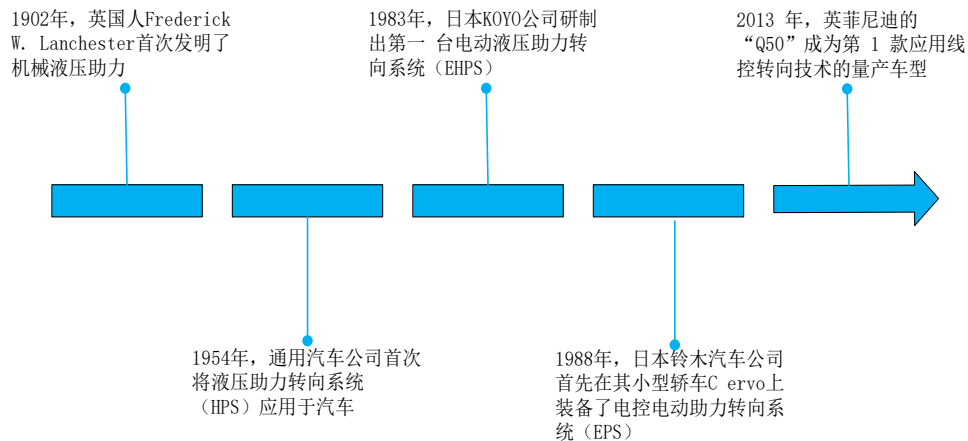 1902年，英国人Frederick
W. Lanchester首次发明了
机械液压助力
1983年，日本KOYO公司研制
出第一 台电动液压助力转
向系统（EHPS）
2013 年，英菲尼迪的
“Q50”成为第 1 款应用线
控转向技术的量产车型
1954年，通用汽车公司首次
将液压助力转向系统
（HPS）应用于汽车
1988年，日本铃木汽车公司
首先在其小型轿车C ervo上
装备了电控电动助力转向系
统（EPS）